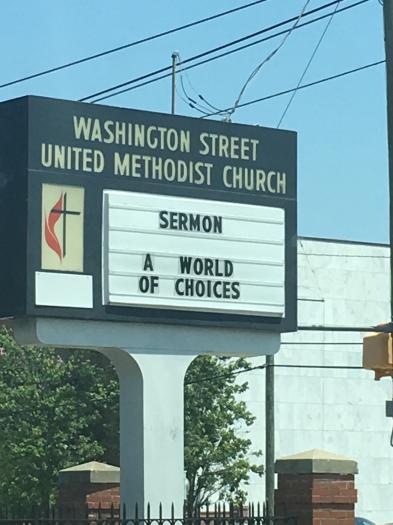 WASHINGTON STREET
UNITED METHODIST CHURCH
SERMON
A WORLD
OF CHOICES